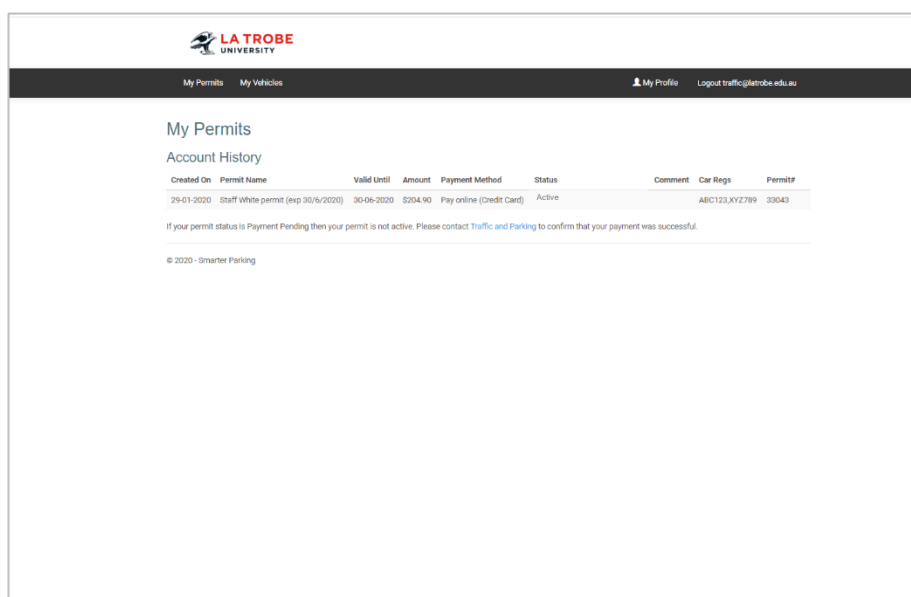 LA TROBE
UNIVERSITY
My Permits My Vehicles My Profile Logout traffic@latrobe.edu.au
My Permits
Account History
Created On Permit Name Valid Until Amount Payment Method Status Comment Car Regs Permit#
29-01-2020 Staff White permit (exp 30/6/2020) 30-06-2020 $204.90 Pay online (Credit Card) Active ABC123,XYZ789 33043
If your permit status is Payment Pending then your permit is not active. Please contact Traffic and Parking to confirm that your payment was successful.
© 2020 - Smarter Parking